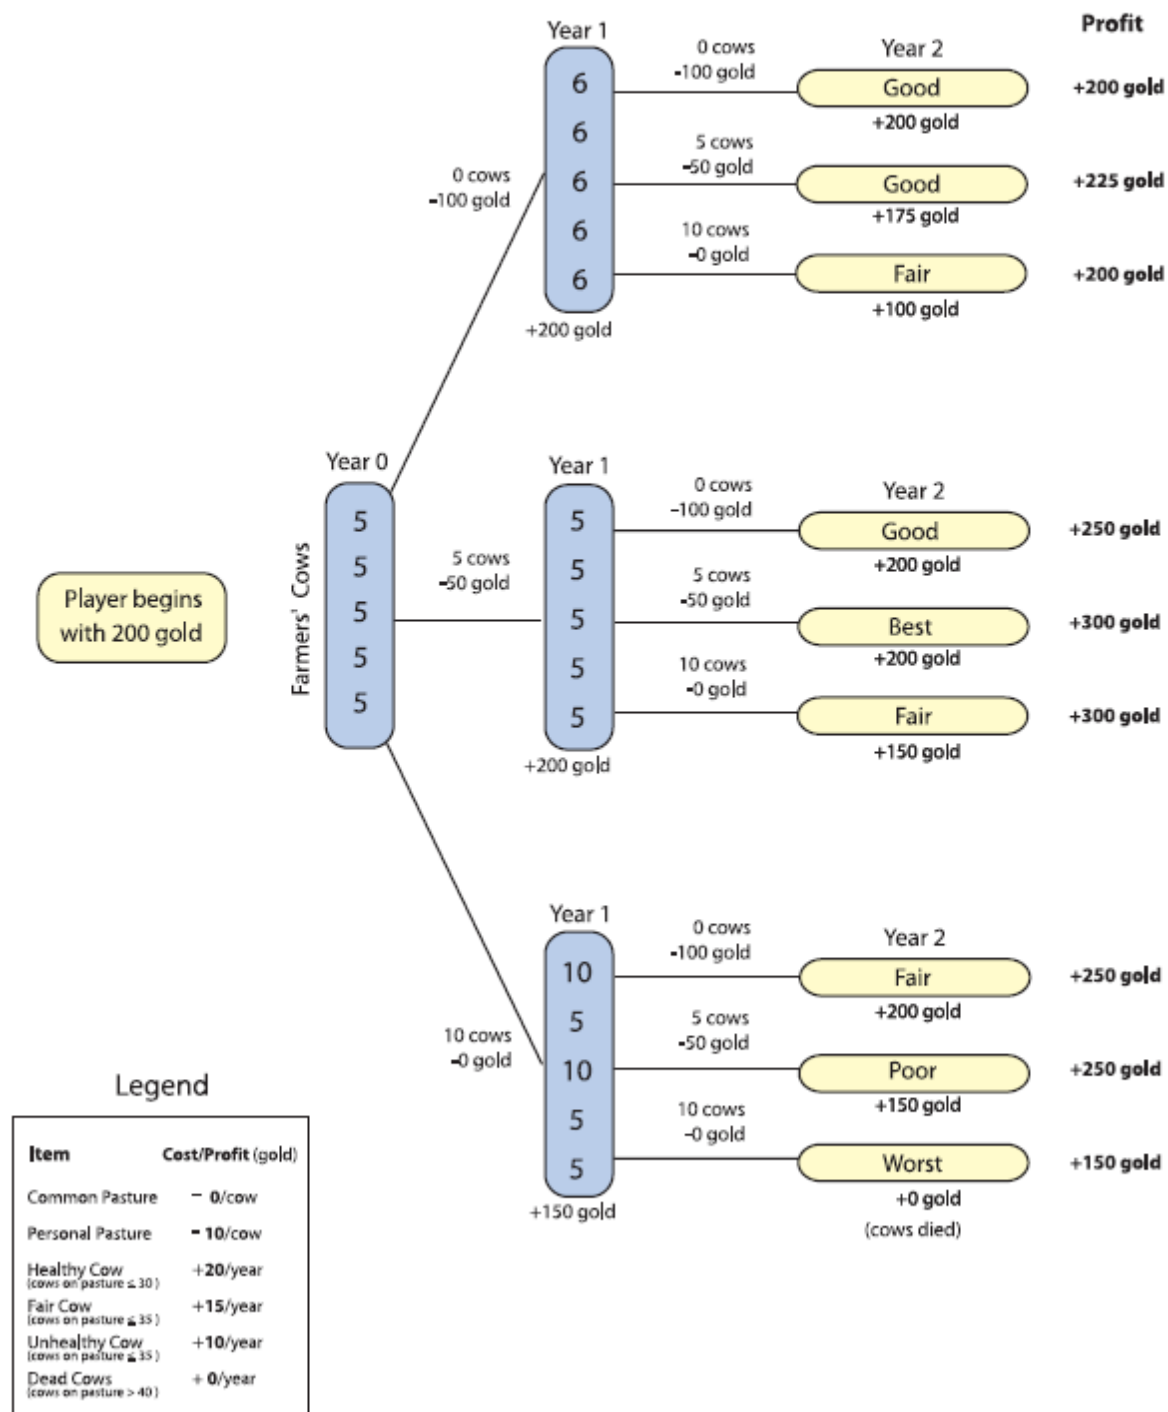 Profit
Year 1
0 cows
-100 gold
Year 2
6
6
6
6
6
+200 gold
Good
+200 gold
+200 gold
5 cows
-50 gold
Good
+175 gold
+225 gold
0 cows
-100 gold
10 cows
-0 gold
Fair
+100 gold
+200 gold
Player begins
with 200 gold
Farmers' Cows
Year 0
5
5
5
5
5
5 cows
-50 gold
Year 1
5
5
5
5
5
+200 gold
0 cows
-100 gold
Year 2
Good
+200 gold
+250 gold
5 cows
-50 gold
Best
+200 gold
+300 gold
10 cows
-0 gold
Fair
+150 gold
+300 gold
10 cows
-0 gold
Year 1
10
5
10
5
5
+150 gold
0 cows
-100 gold
Year 2
Fair
+200 gold
+250 gold
5 cows
-50 gold
Poor
+150 gold
+250 gold
10 cows
-0 gold
Worst
+0 gold
(cows died)
+150 gold
Legend
Item Cost/Profit (gold)
Common Pasture - 0/cow
Personal Pasture - 10/cow
Healthy Cow +20/year
(cows on pasture ≤ 30 )
Fair Cow +15/year
(cows on pasture ≤ 35 )
Unhealthy Cow +10/year
(cows on pasture ≤ 35 )
Dead Cows + 0/year
(cows on pasture > 40 )